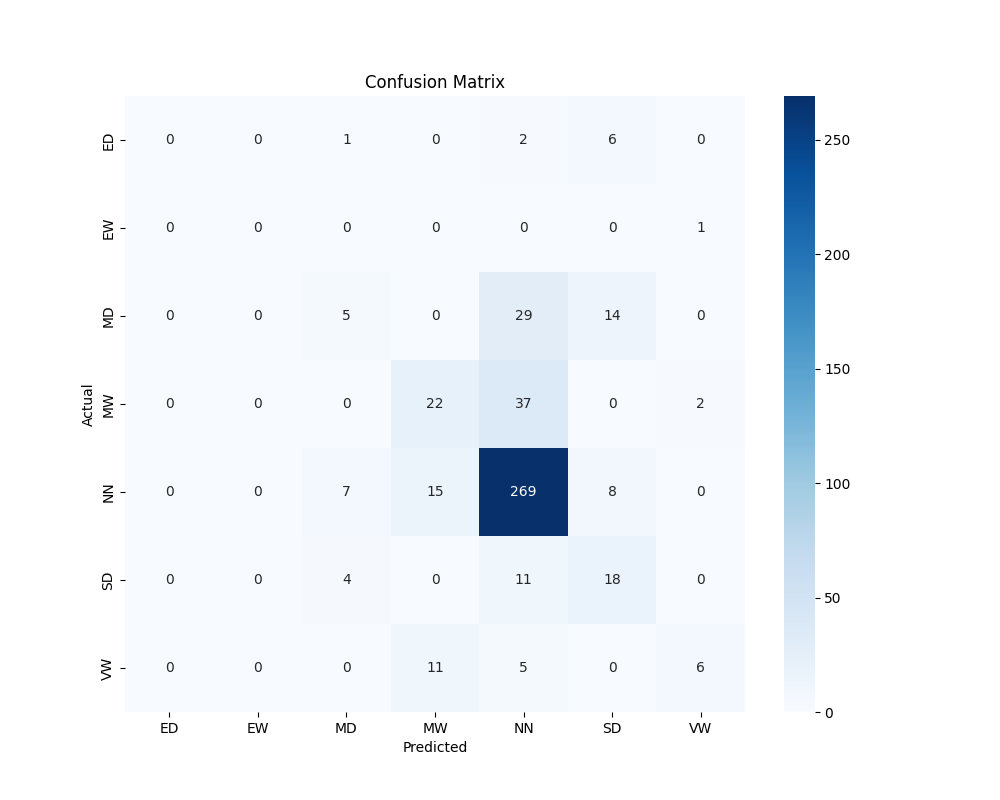 Confusion Matrix
ED 0 0 1 0 2 6 0
EW 0 0 0 0 0 0 1
MD 0 0 5 0 29 14 0
MW 0 0 0 22 37 0 2
NN 0 0 7 15 269 8 0
SD 0 0 4 0 11 18 0
VW 0 0 0 11 5 0 6
ED EW MD MW NN SD VW
Predicted
Actual
250
200
150
100
50
0